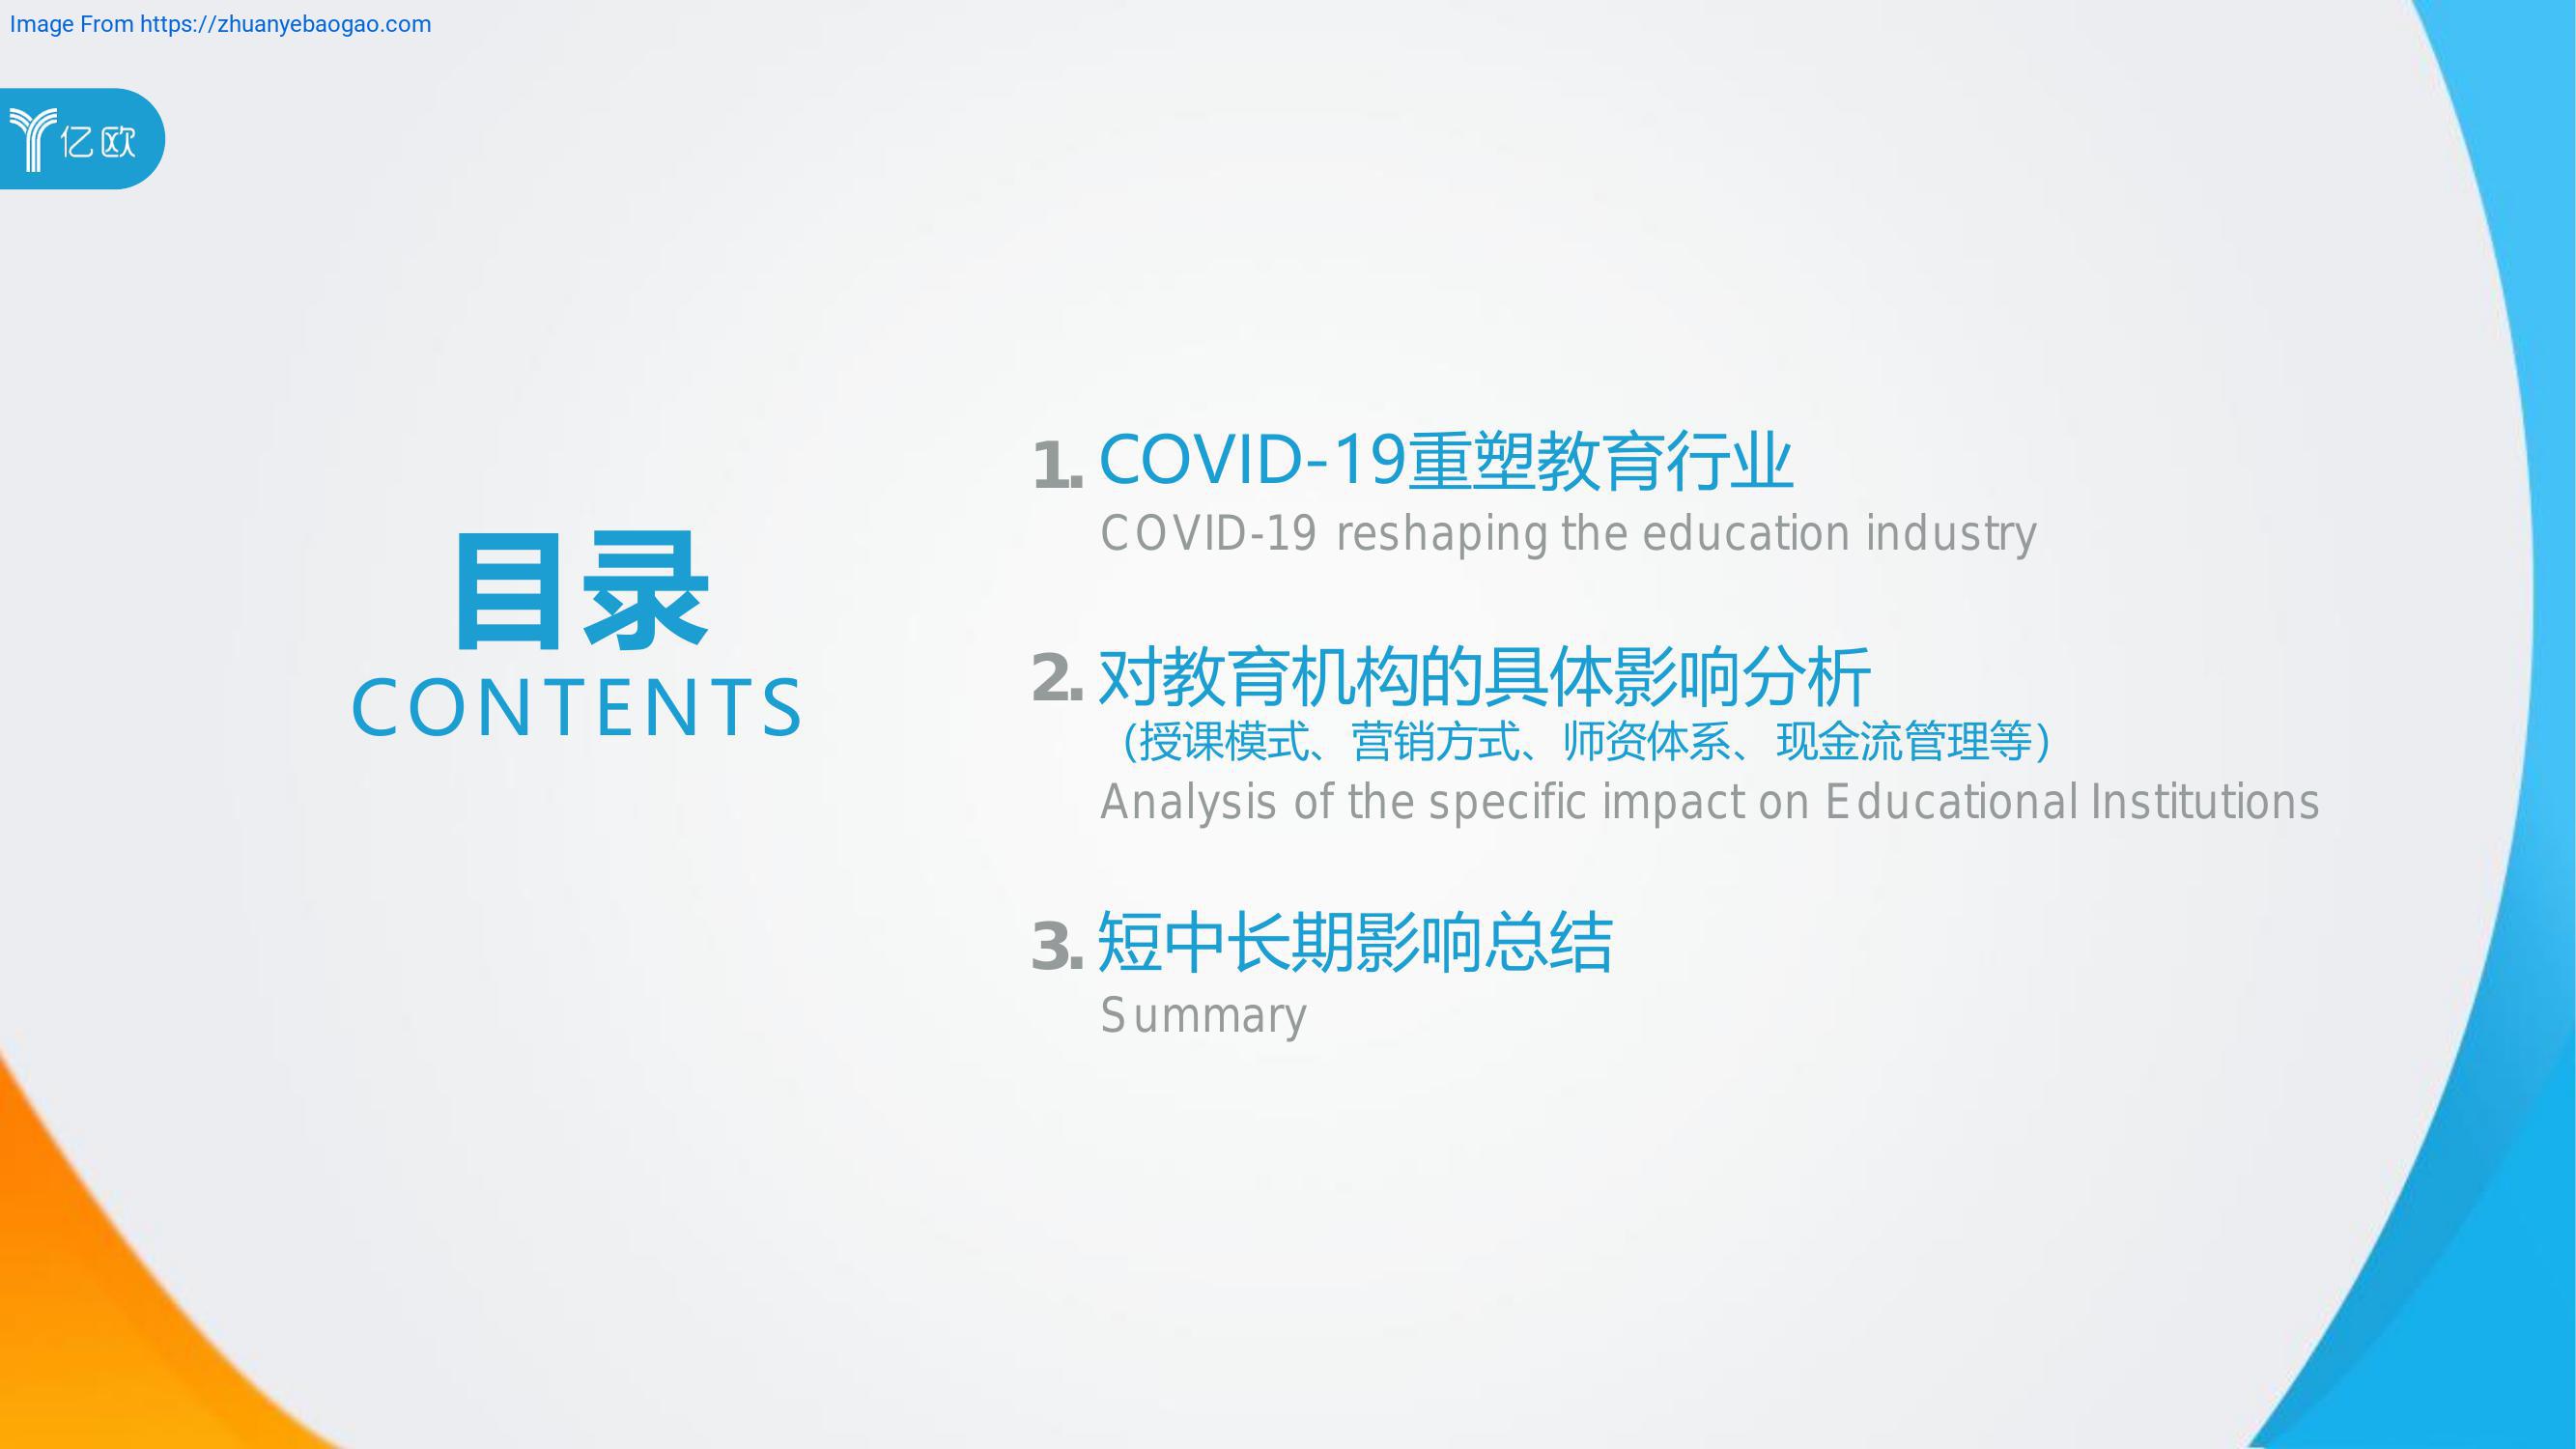 Image From https://zhuanyebaogao.com
亿欧
目录
CONTENTS
1. COVID-19重塑教育行业
COVID-19 reshaping the education industry
2. 对教育机构的具体影响分析
（授课模式、营销方式、师资体系、现金流管理等）
Analysis of the specific impact on Educational Institutions
3. 短中长期影响总结
Summary